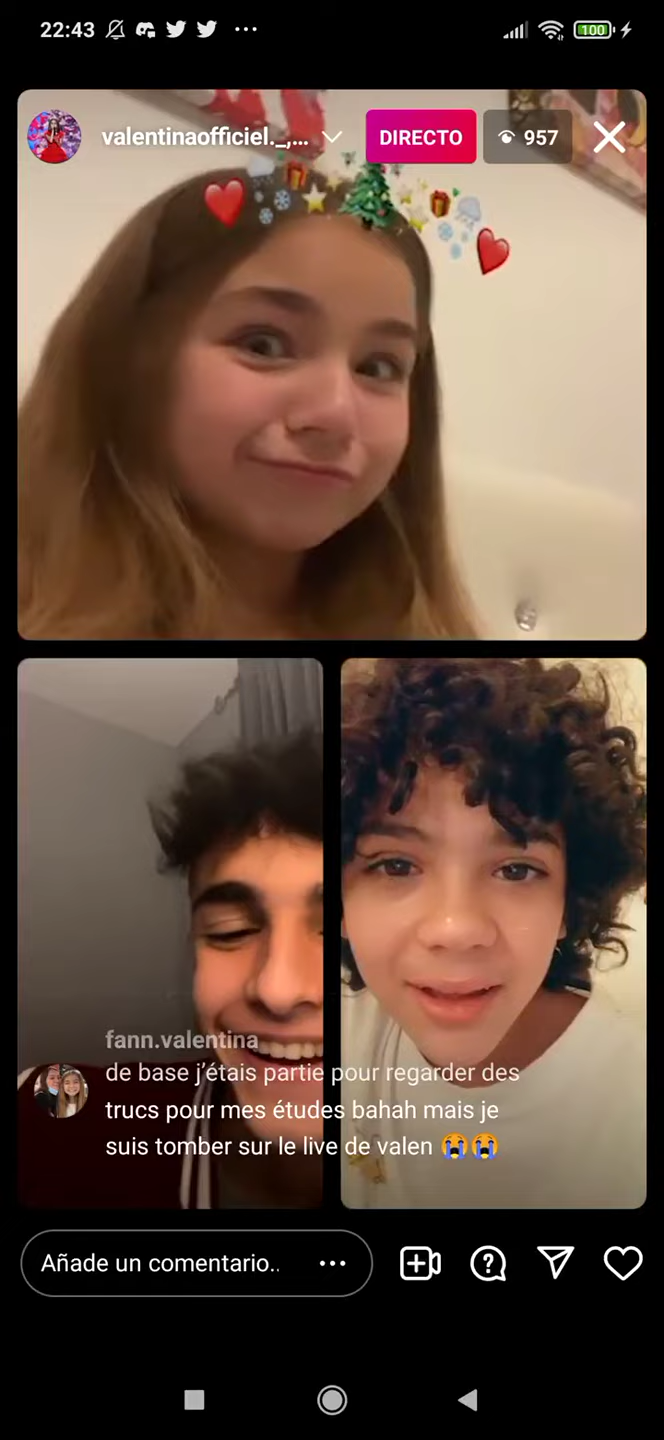 22:43
100
valentinaofficiel._,...
DIRECTO
957
fann.valentina
de base j'étais partie pour regarder des
trucs pour mes études bahah mais je
suis tomber sur le live de valen 😭😭
Añade un comentario..